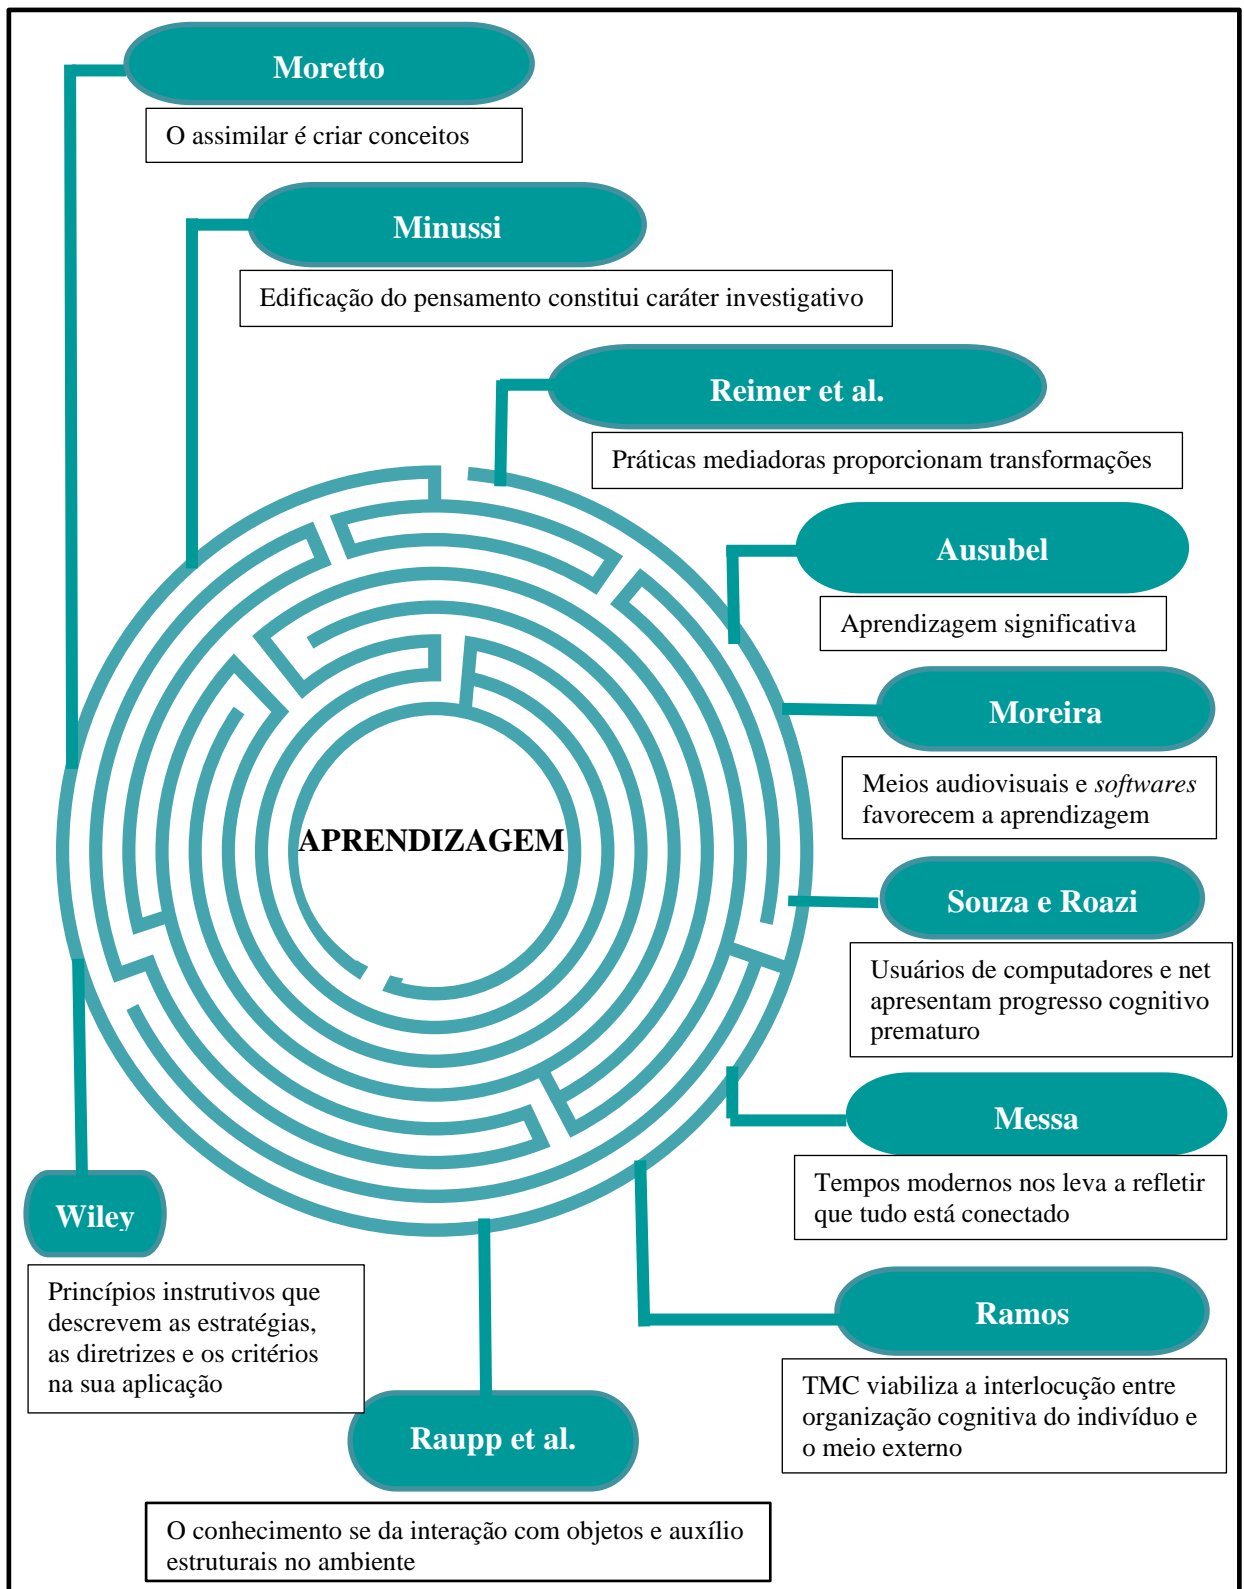 Moretto
O assimilar é criar conceitos
Minussi
Edificação do pensamento constitui caráter investigativo
Reimer et al.
Práticas mediadoras proporcionam transformações
Ausubel
Aprendizagem significativa
Moreira
Meios audiovisuais e softwares
favorecem a aprendizagem
APRENDIZAGEM
Souza e Roazi
Usuários de computadores e net
apresentam progresso cognitivo
prematuro
Messa
Tempos modernos nos leva a refletir
que tudo está conectado
Wiley
Princípios instrutivos que
descrevem as estratégias,
as diretrizes e os critérios
na sua aplicação
Ramos
TMC viabiliza a interlocução entre
organização cognitiva do indivíduo e
o meio externo
Raupp et al.
O conhecimento se da interação com objetos e auxílio
estruturais no ambiente